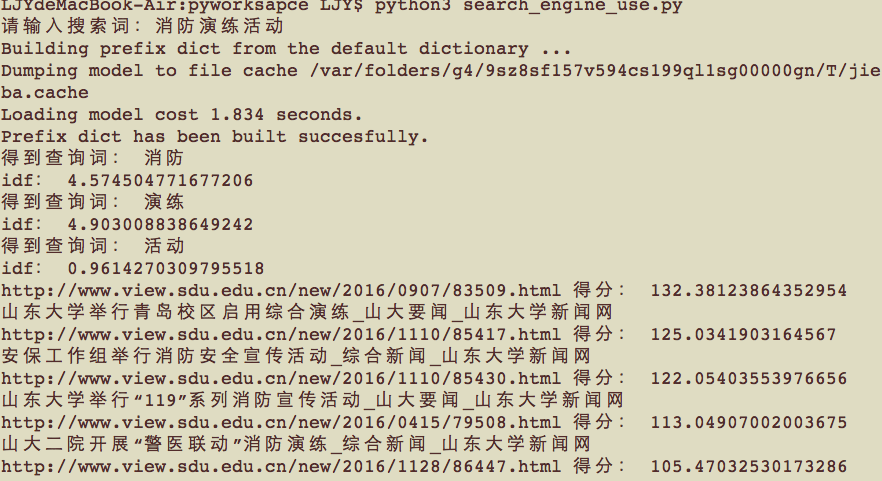 LJYdeMacBook-Air:pyworksapce LJY$ python3 search_engine_use.py
请输入搜索词：消防演练活动
Building prefix dict from the default dictionary ...
Dumping model to file cache /var/folders/g4/9sz8sf157v594cs199ql1sg00000gn/T/jie
ba.cache
Loading model cost 1.834 seconds.
Prefix dict has been built succesfully.
得到查询词： 消防
idf： 4.574504771677206
得到查询词： 演练
idf： 4.903008838649242
得到查询词： 活动
idf： 0.9614270309795518
http://www.view.sdu.edu.cn/new/2016/0907/83509.html 得分： 132.38123864352954
山东大学举行青岛校区启用综合演练_山大要闻_山东大学新闻网
http://www.view.sdu.edu.cn/new/2016/1110/85417.html 得分： 125.0341903164567
安保工作组举行消防安全宣传活动_综合新闻_山东大学新闻网
http://www.view.sdu.edu.cn/new/2016/1110/85430.html 得分： 122.05403553976656
山东大学举行“119”系列消防宣传活动_山大要闻_山东大学新闻网
http://www.view.sdu.edu.cn/new/2016/0415/79508.html 得分： 113.04907002003675
山大二院开展“警医联动”消防演练_综合新闻_山东大学新闻网
http://www.view.sdu.edu.cn/new/2016/1128/86447.html 得分： 105.47032530173286